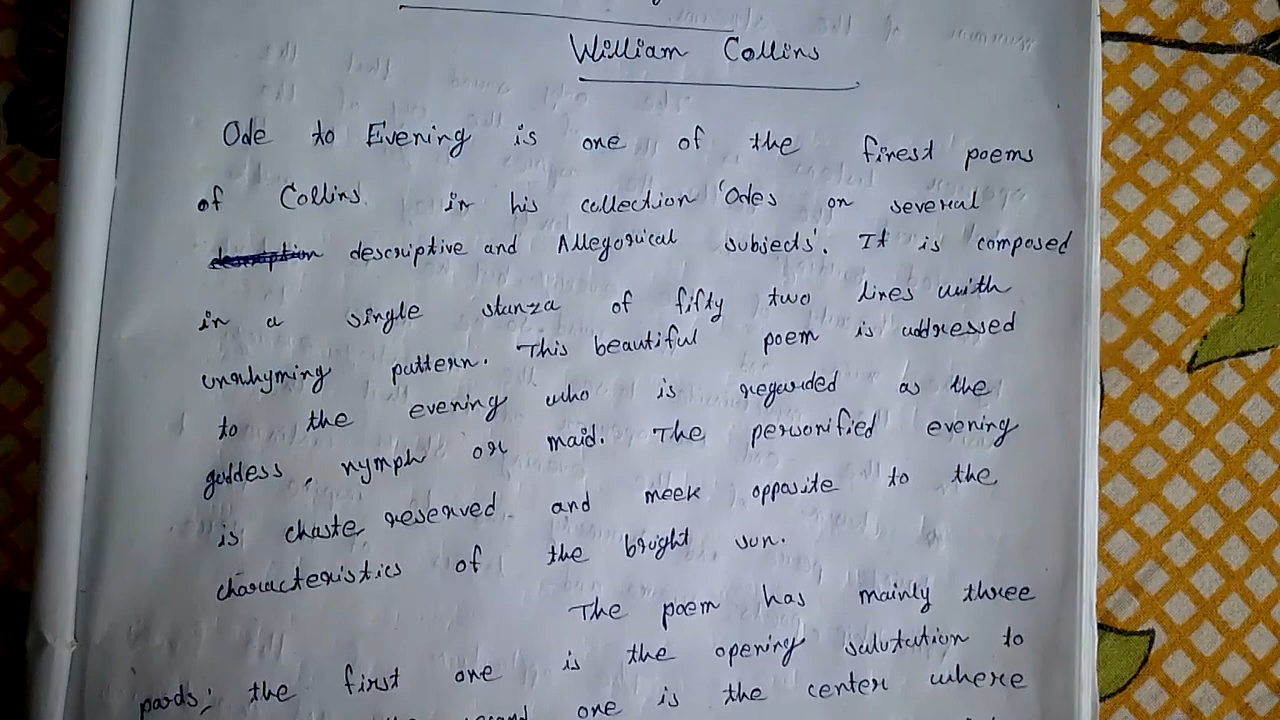 William Collins
Ode to Evening is one of the finest poems
of Collins in his collection 'Odes on several
description descriptive and Allegorical subjects'. It is composed
in a single stanza of fifty two lines with
unrhyming pattern. This beautiful poem is addressed
to the evening who is regarded as the
goddess, nymph or maid. The personified evening
is chaste, reserved and meek opposite to the
characteristics of the bright sun.
The poem has mainly three
parts; the first one is the opening salutation to
second one is the center where